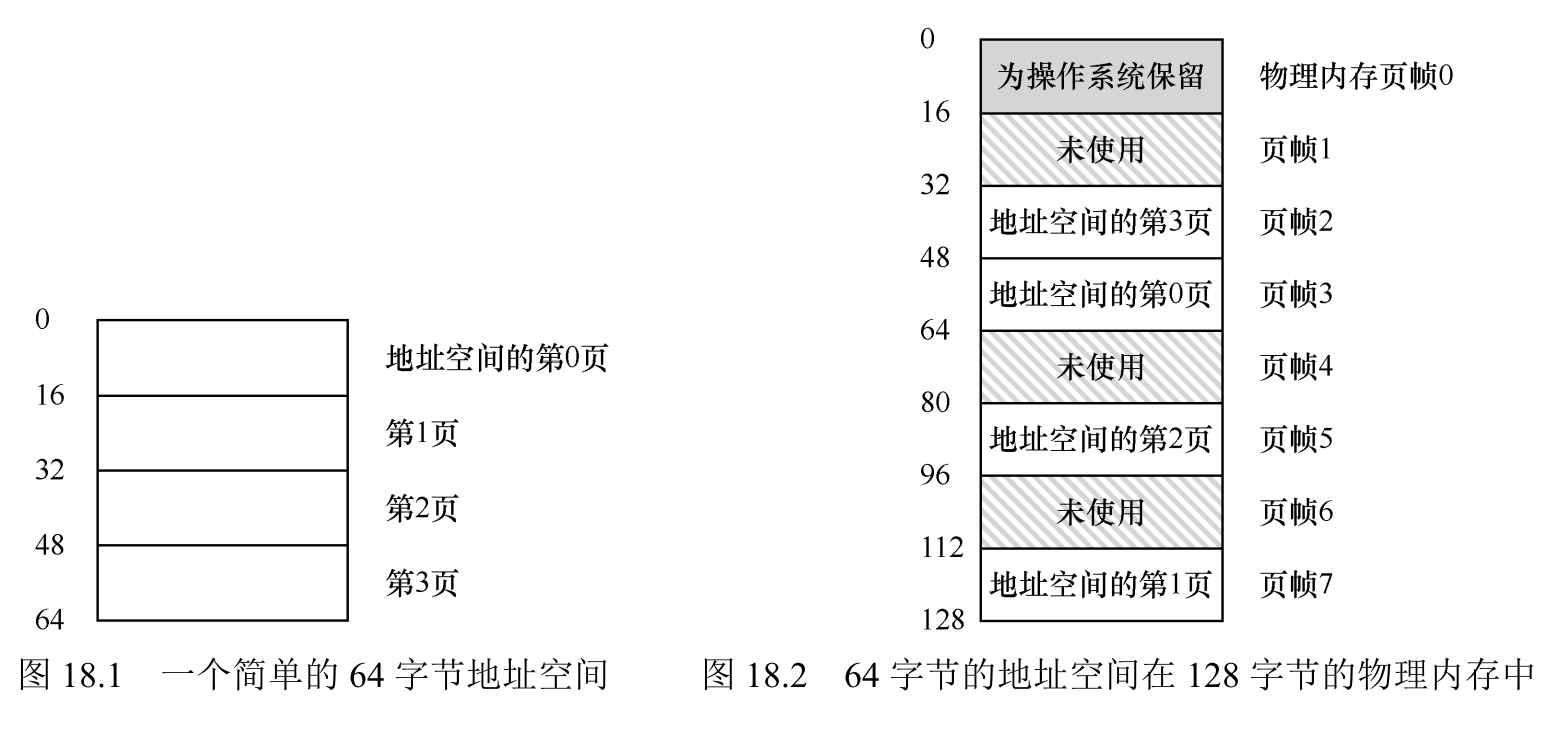 0
地址空间的第0页
16
第1页
32
第2页
48
第3页
64
图 18.1 一个简单的 64 字节地址空间
0
为操作系统保留 物理内存页帧0
16
未使用 页帧1
32
地址空间的第3页 页帧2
48
地址空间的第0页 页帧3
64
未使用 页帧4
80
地址空间的第2页 页帧5
96
未使用 页帧6
112
地址空间的第1页 页帧7
128
图 18.2 64 字节的地址空间在 128 字节的物理内存中